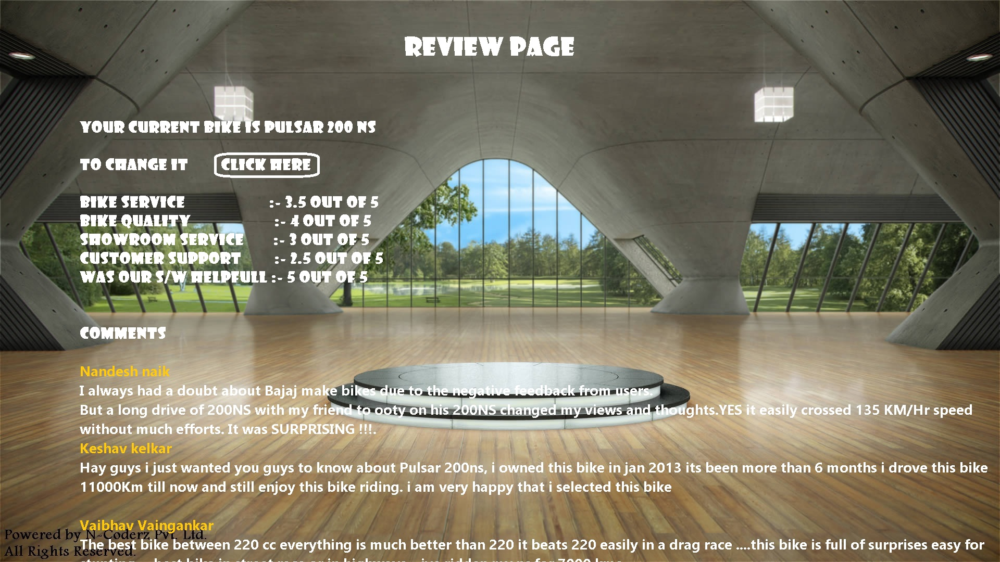 REVIEW PAGE
YOUR CURRENT BIKE IS PULSAR 200 NS
TO CHANGE IT CLICK HERE
BIKE SERVICE :- 3.5 OUT OF 5
BIKE QUALITY :- 4 OUT OF 5
SHOWROOM SERVICE :- 3 OUT OF 5
CUSTOMER SUPPORT :- 2.5 OUT OF 5
WAS OUR S/W HELPFULL :- 5 OUT OF 5
COMMENTS
Nandesh naik
I always had a doubt about Bajaj make bikes due to the negative feedback from users.
But a long drive of 200NS with my friend to ooty on his 200NS changed my views and thoughts.YES it easily crossed 135 KM/Hr speed
without much efforts. It was SURPRISING !!!.
Keshav kelkar
Hay guys i just wanted you guys to know about Pulsar 200ns, i owned this bike in jan 2013 its been more than 6 months i drove this bike
11000Km till now and still enjoy this bike riding. i am very happy that i selected this bike
Vaibhav Vaingankar
The best bike between 220 cc everything is much better than 220 it beats 220 easily in a drag race ....this bike is full of surprises easy for
Powered by N-Coderz Pvt. Ltd.
All Rights Reserved.